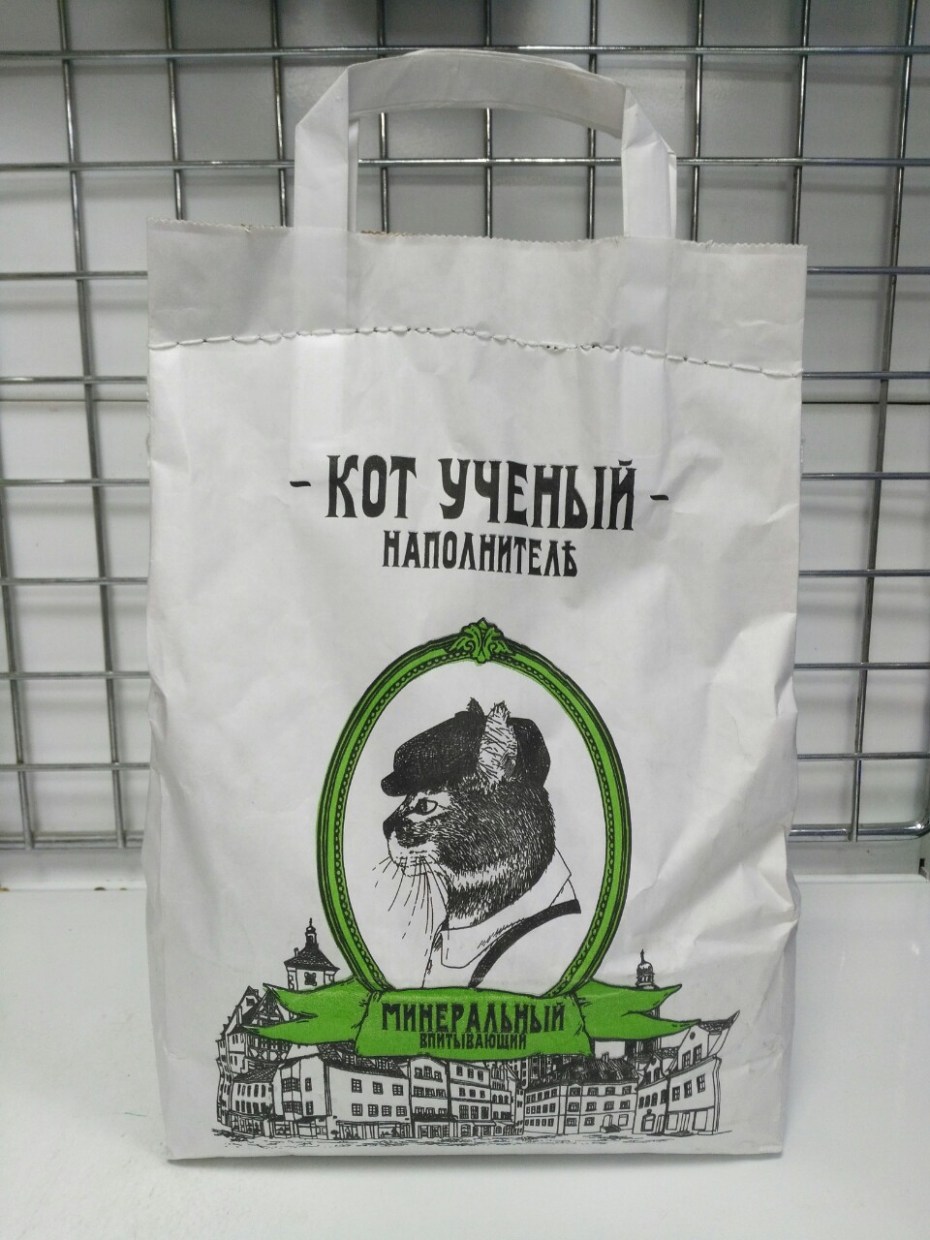 - КОТ УЧЕНЫЙ -
НАПОЛНИТЕЛЬ
МИНЕРАЛЬНЫЙ
ВПИТЫВАЮЩИЙ